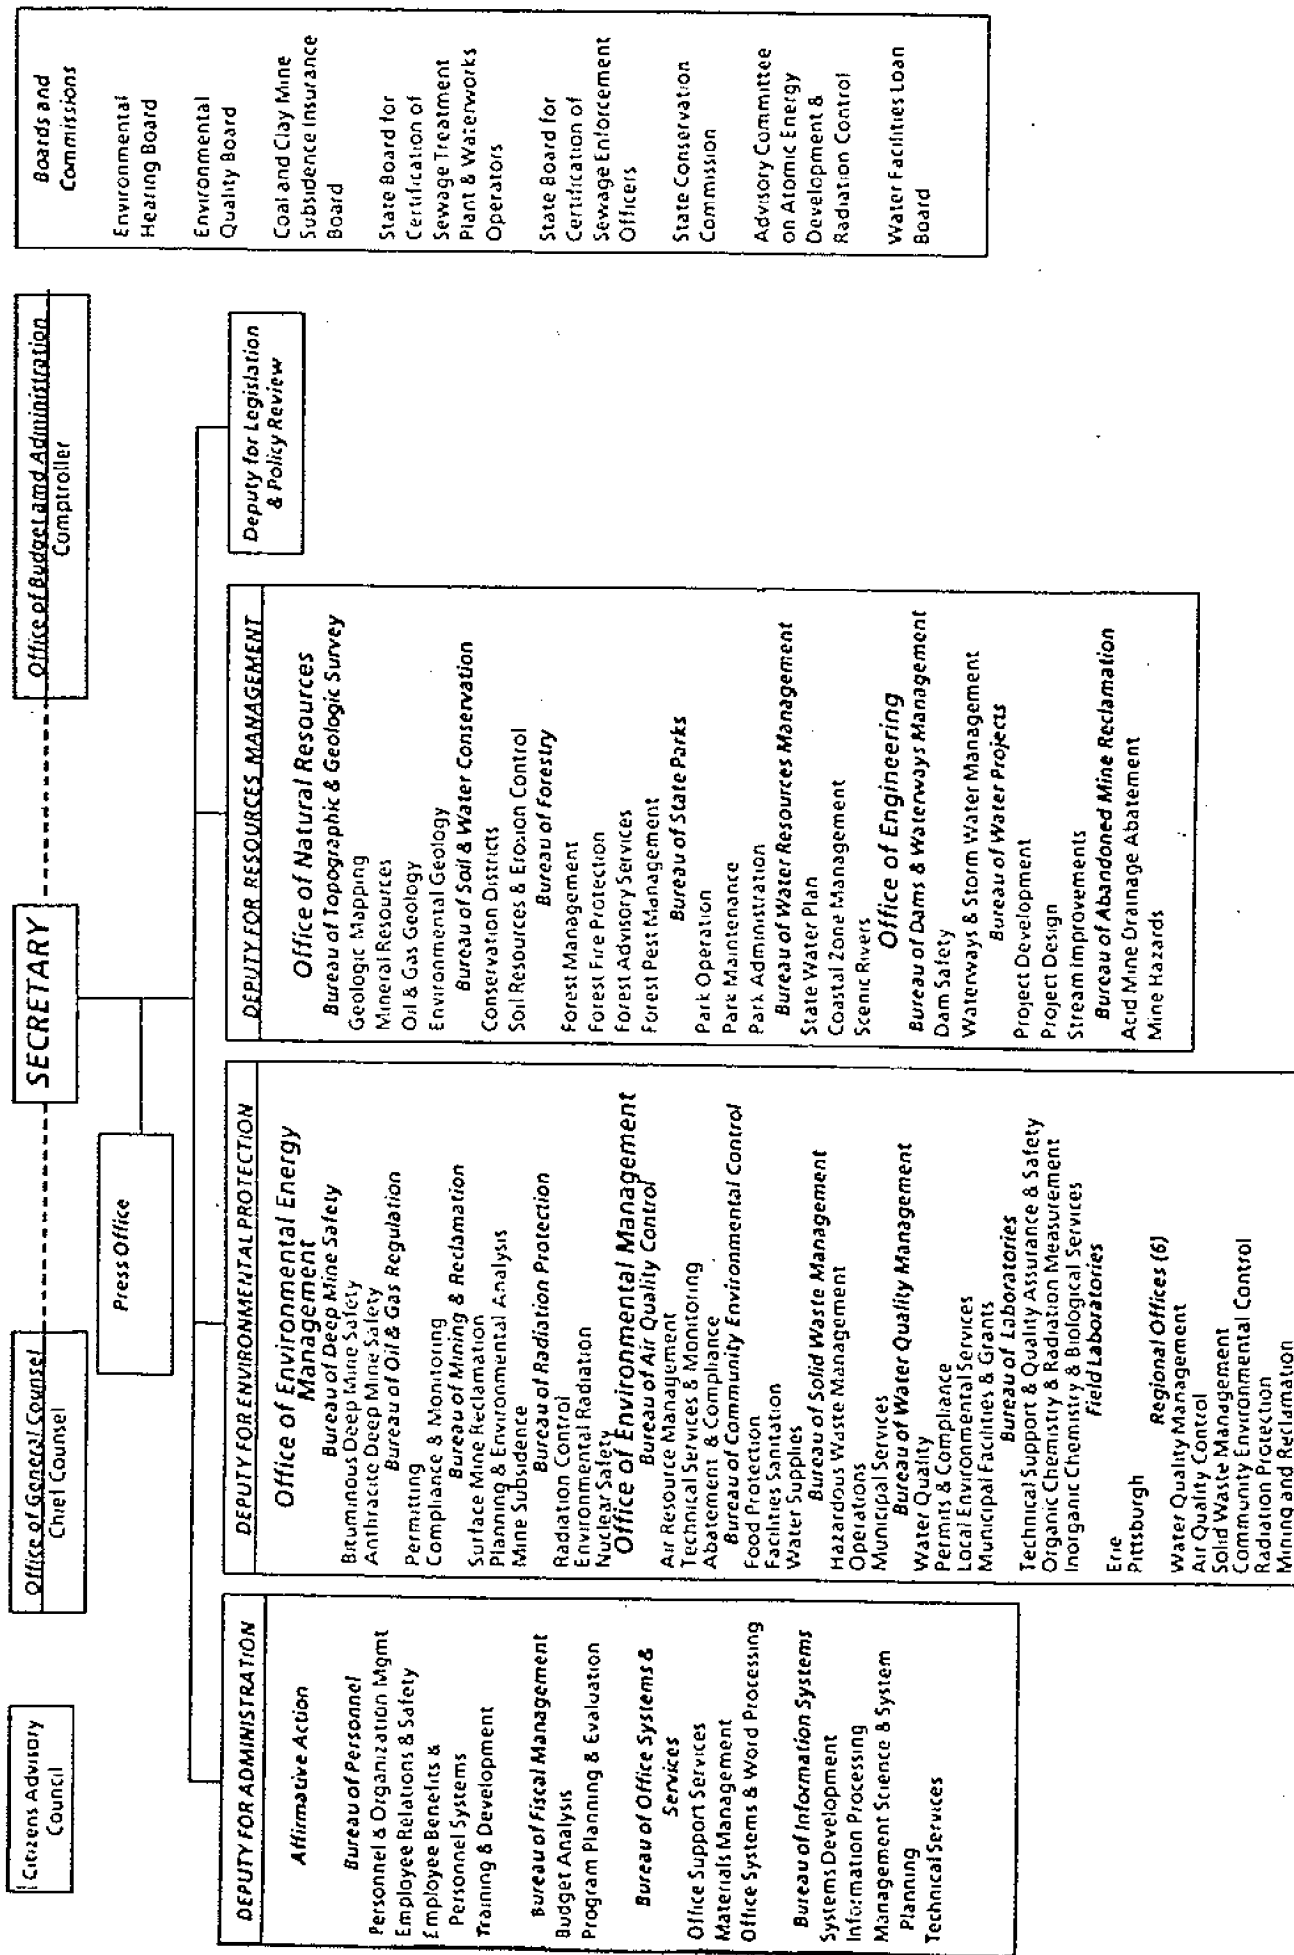 Citizens Advisory
Council
Office of General Counsel
Chief Counsel
SECRETARY
Office of Budget amd Administration
Comptroller
Press Office
Boards and
Commissions
Environmental
Hearing Board
Environmental
Quality Board
Coal and Clay Mine
Subsidence Insurance
Board
State Board for
Certification of
Sewage Treatment
Plant & Waterworks
Operators
State Board for
Certification of
Sewage Enforcement
Officers
State Conservation
Commission
Advisory Committee
on Atomic Energy
Development &
Radiation Control
Water Facilities Loan
Board
DEPUTY FOR ADMINISTRATION
Affirmative Action
Bureau of Personnel
Personnel & Organization Mgmt
Employee Relations & Safety
Employee Benefits &
Personnel Systems
Training & Development
Bureau of Fiscal Management
Budget Analysis
Program Planning & Evaluation
Bureau of Office Systems &
Services
Office Support Services
Materials Management
Office Systems & Word Processing
Bureau of Information Systems
Systems Development
Information Processing
Management Science & System
Planning
Technical Services
DEPUTY FOR ENVIRONMENTAL PROTECTION
Office of Environmental Energy
Management
Bureau of Deep Mine Safety
Bituminous Deep Mine Safety
Anthracite Deep Mine Safety
Bureau of Oil & Gas Regulation
Permitting
Compliance & Monitoring
Bureau of Mining & Reclamation
Surface Mine Reclamation
Planning & Environmental Analysis
Mine Subsidence
Bureau of Radiation Protection
Radiation Control
Environmental Radiation
Nuclear Safety
Office of Environmental Management
Bureau of Air Quality Control
Air Resource Management
Technical Services & Monitoring
Abatement & Compliance
Bureau of Community Environmental Control
Food Protection
Facilities Sanitation
Water Supplies
Bureau of Solid Waste Management
Hazardous Waste Management
Operations
Municipal Services
Bureau of Water Quality Management
Water Quality
Permits & Compliance
Local Environmental Services
Municipal Facilities & Grants
Bureau of Laboratories
Technical Support & Quality Assurance & Safety
Organic Chemistry & Radiation Measurement
Inorganic Chemistry & Biological Services
Field Laboratories
Erie
Pittsburgh
Regional Offices (6)
Water Quality Management
Air Quality Control
Solid Waste Management
Community Environmental Control
Radiation Protection
Mining and Reclamation
DEPUTY FOR RESOURCES MANAGEMENT
Office of Natural Resources
Bureau of Topographic & Geologic Survey
Geologic Mapping
Mineral Resources
Oil & Gas Geology
Environmental Geology
Bureau of Soil & Water Conservation
Conservation Districts
Soil Resources & Erosion Control
Bureau of Forestry
Forest Management
Forest Fire Protection
Forest Advisory Services
Forest Pest Management
Bureau of State Parks
Park Operation
Park Maintenance
Park Administration
Bureau of Water Resources Management
State Water Plan
Coastal Zone Management
Scenic Rivers
Office of Engineering
Bureau of Dams & Waterways Management
Dam Safety
Waterways & Storm Water Management
Bureau of Water Projects
Project Development
Project Design
Stream Improvements
Bureau of Abandoned Mine Reclamation
Acid Mine Drainage Abatement
Mine Hazards
Deputy for Legislation
& Policy Review